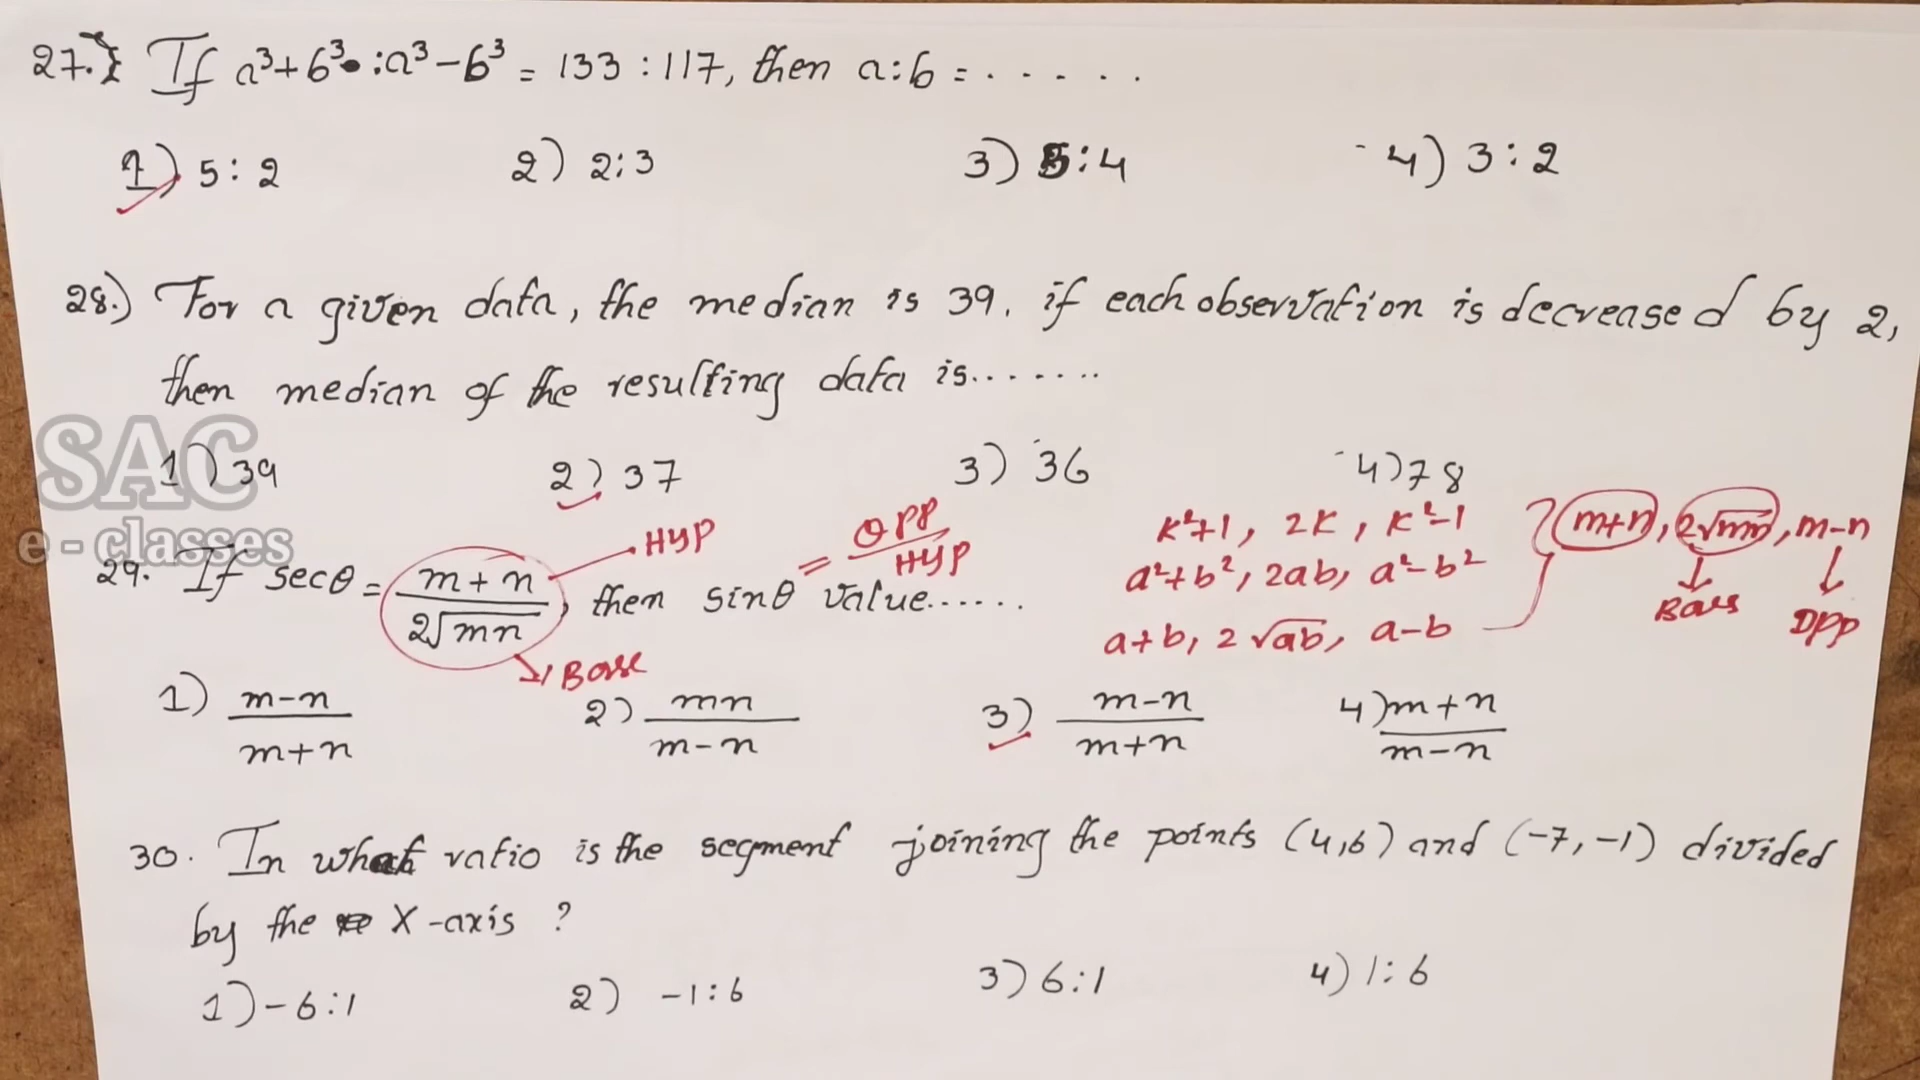 27.} If a³+b³ : a³-b³ = 133 : 117, then a:b = . . . . .
1) 5 : 2 2) 2:3 3) 5:4 4) 3:2
28.) For a given data, the median is 39. if each observation is decreased by 2,
then median of the resulting data is.......
1) 39 2) 37 3) 36 4) 78
SAC
e - classes
29. If secθ = m+n / 2√mn, then sinθ value......
HYP
Base
= OPP / HYP
k²+1, 2k, k²-1
a²+b², 2ab, a²-b²
a+b, 2√ab, a-b
m+n, 2√mn, m-n
OPP
1) m-n / m+n 2) mn / m-n 3) m-n / m+n 4) m+n / m-n
30. In what ratio is the segment joining the points (4,6) and (-7,-1) divided
by the X-axis ?
1) -6:1 2) -1:6 3) 6:1 4) 1:6